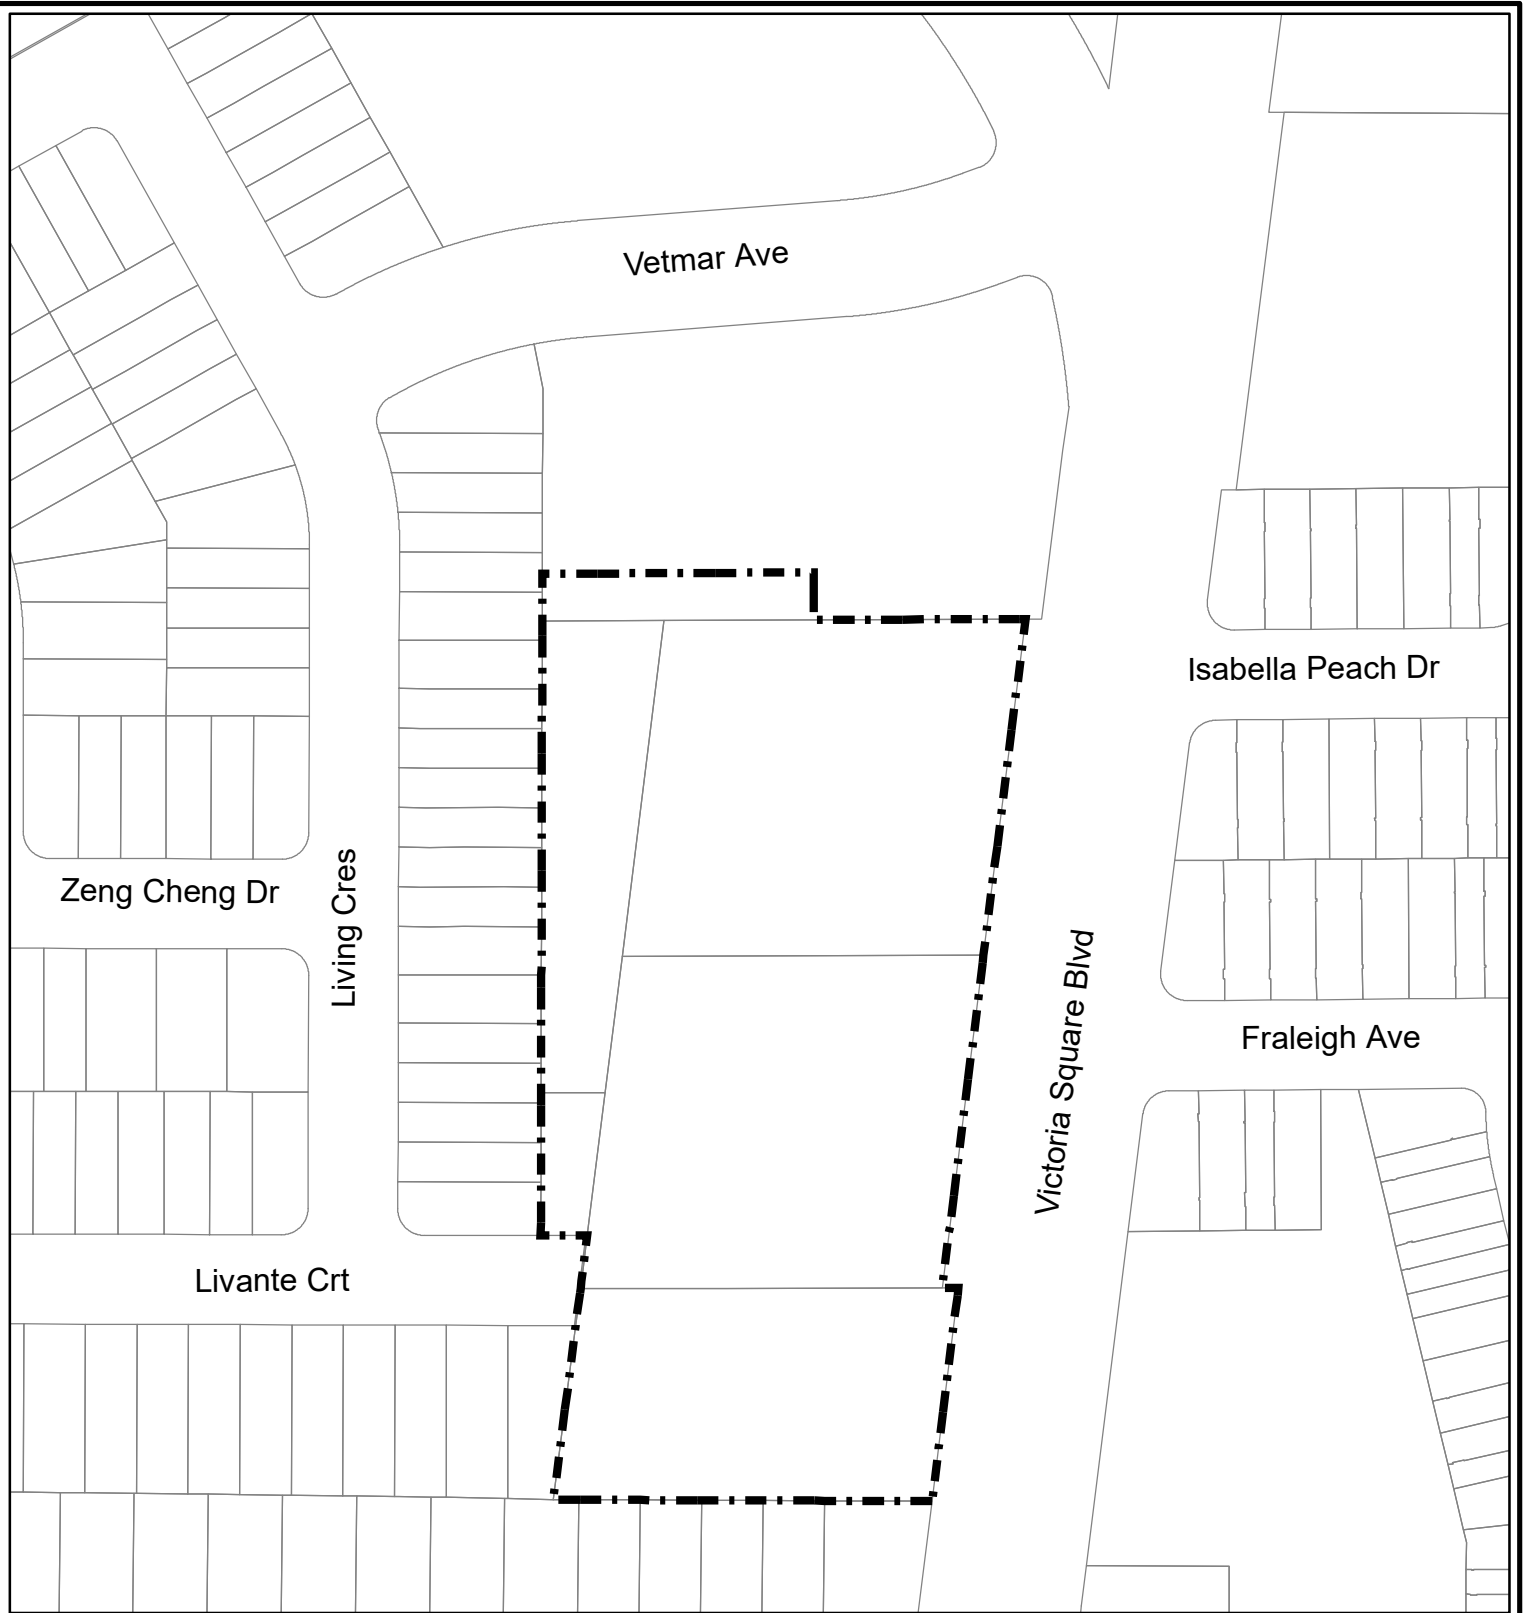 Vetmar Ave
Isabella Peach Dr
Zeng Cheng Dr
Living Cres
Victoria Square Blvd
Fraleigh Ave
Livante Crt